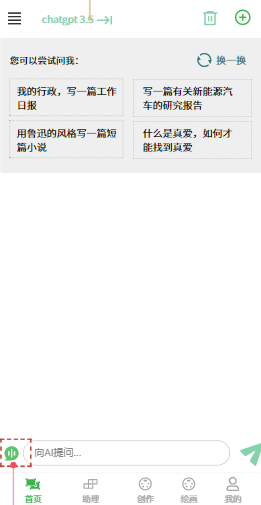 chatgpt 3.5
您可以尝试问我：
换一换
我的行政，写一篇工作
日报
写一篇有关新能源汽
车的研究报告
用鲁迅的风格写一篇短
篇小说
什么是真爱，如何才
能找到真爱
向AI提问...
首页
助理
创作
绘画
我的